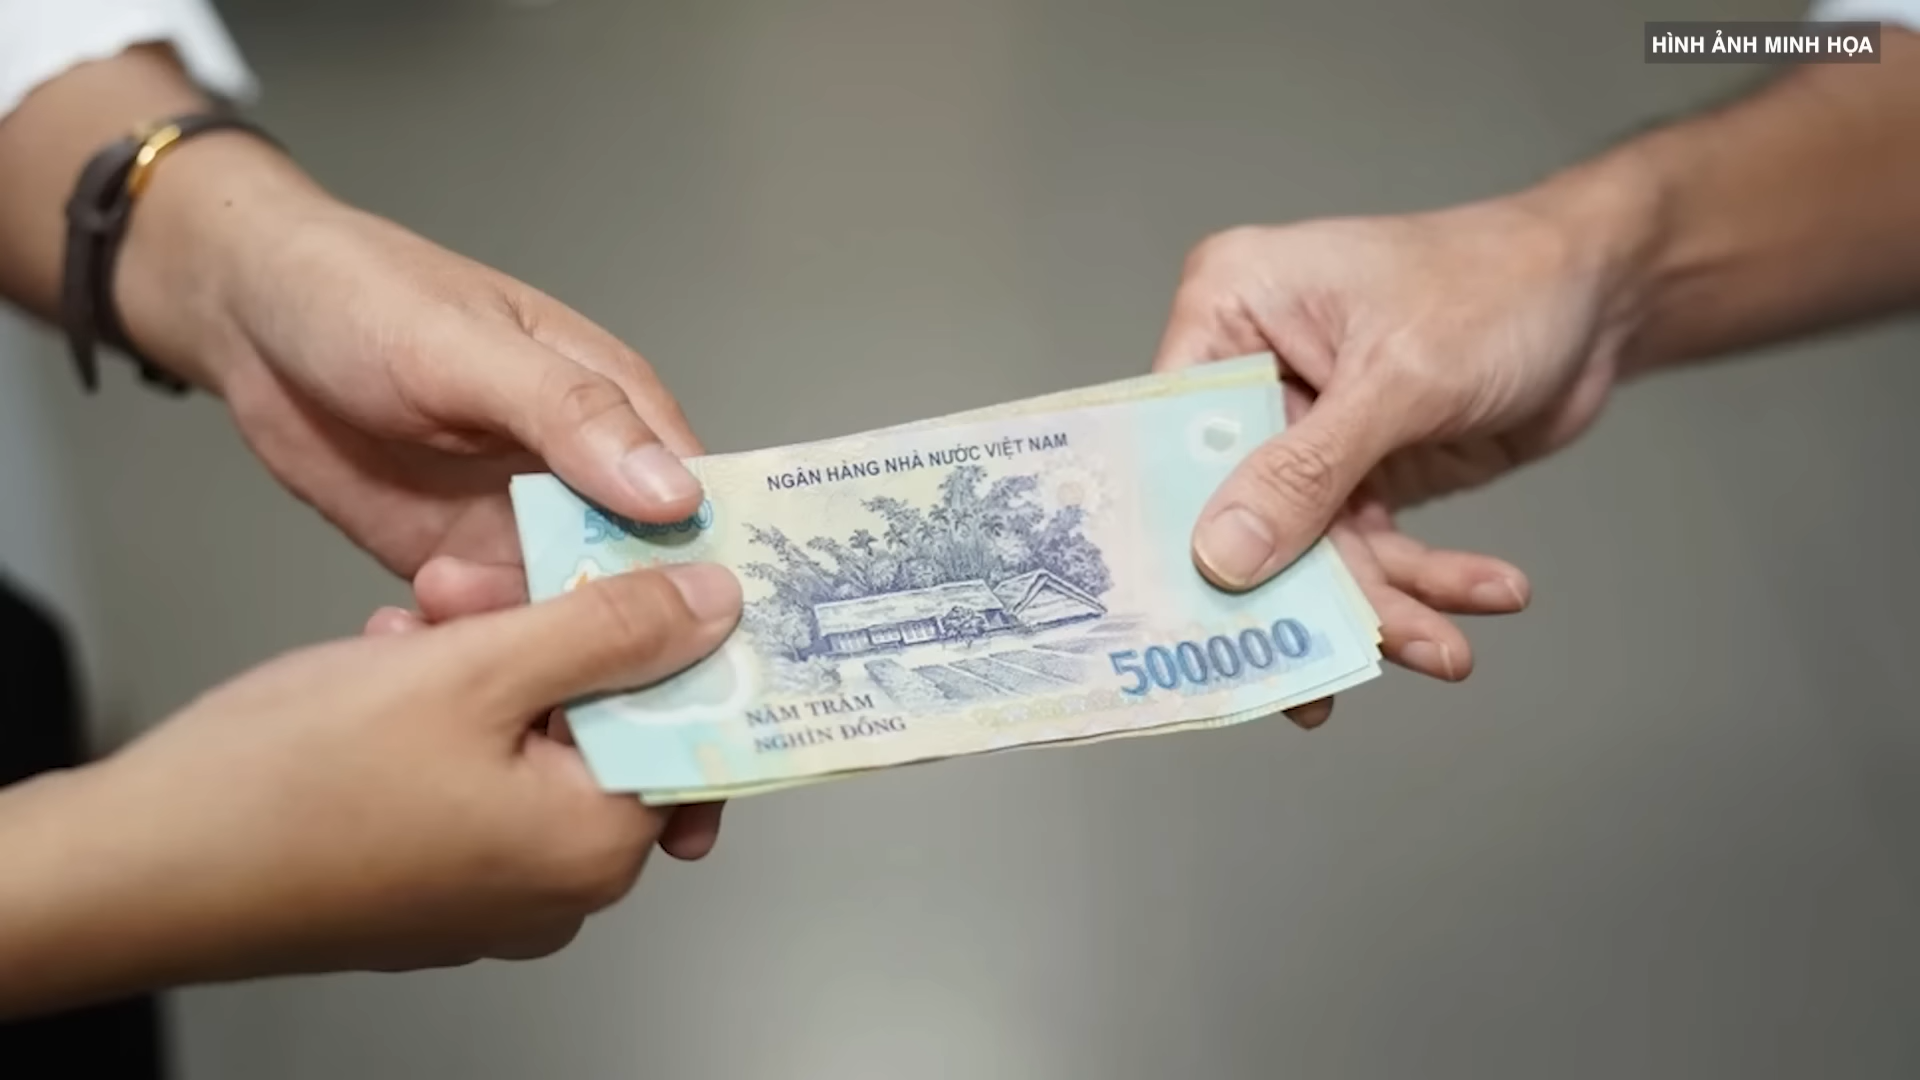 HÌNH ẢNH MINH HỌA
NGÂN HÀNG NHÀ NƯỚC VIỆT NAM
500000
NĂM TRĂM
NGHÌN ĐỒNG